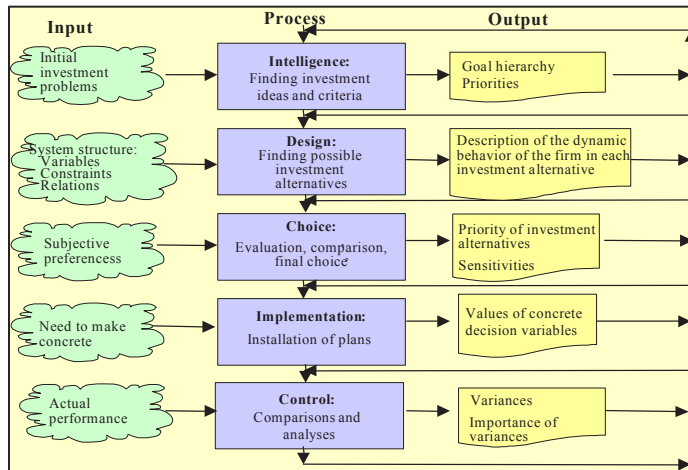 Input
Process
Output
Initial
investment
problems
Intelligence:
Finding investment
ideas and criteria
Goal hierarchy
Priorities
System structure:
Variables
Constraints
Relations
Design:
Finding possible
investment
alternatives
Description of the dynamic
behavior of the firm in each
investment alternative
Subjective
preferencess
Choice:
Evaluation, comparison,
final choice.
Priority of investment
alternatives
Sensitivities
Need to make
concrete
Implementation:
Installation of plans
Values of concrete
decision variables
Actual
performance
Control:
Comparisons and
analyses
Variances
Importance of
variances